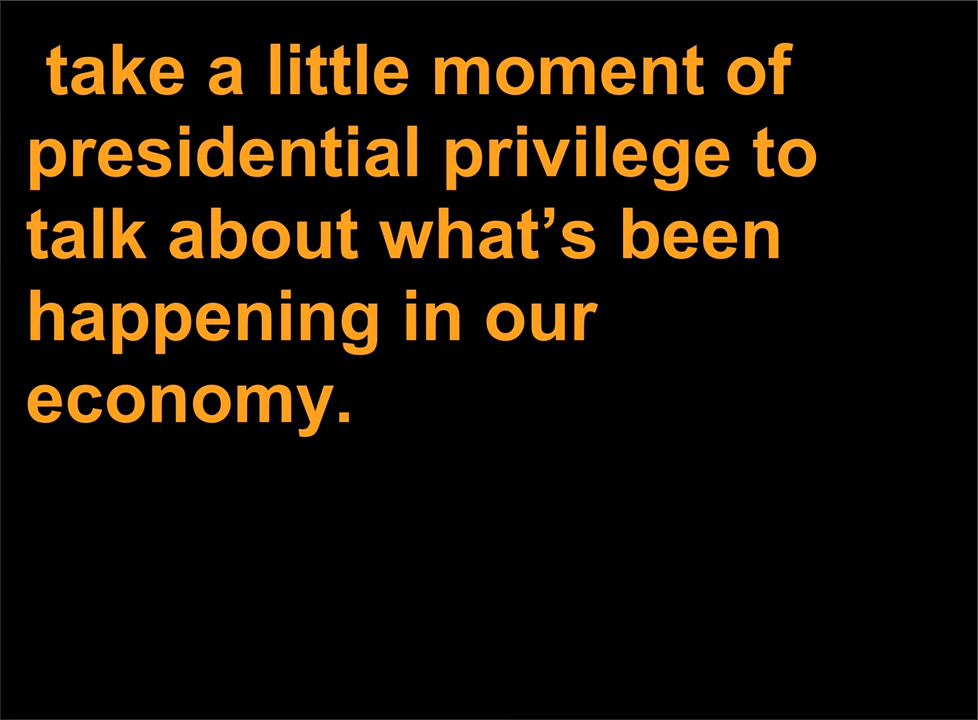 take a little moment of
presidential privilege to
talk about what’s been
happening in our
economy.